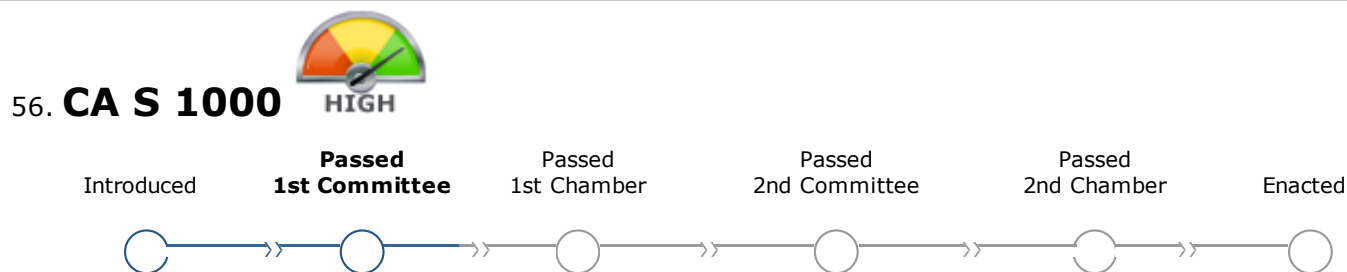 56. CA S 1000
HIGH
Introduced
Passed
1st Committee
Passed
1st Chamber
Passed
2nd Committee
Passed
2nd Chamber
Enacted